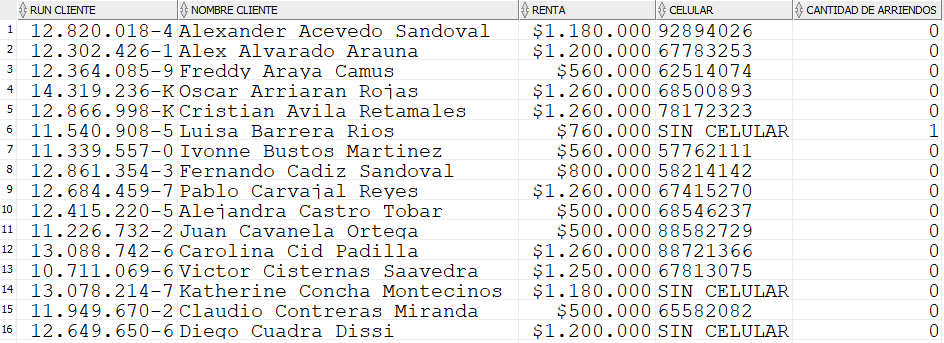 RUN CLIENTE NOMBRE CLIENTE RENTA CELULAR CANTIDAD DE ARRIENDOS
1 12.820.018-4 Alexander Acevedo Sandoval $1.180.000 92894026 0
2 12.302.426-1 Alex Alvarado Arauna $1.200.000 67783253 0
3 12.364.085-9 Freddy Araya Camus $560.000 62514074 0
4 14.319.236-K Oscar Arriaran Rojas $1.260.000 68500893 0
5 12.866.998-K Cristian Avila Retamales $1.260.000 78172323 0
6 11.540.908-5 Luisa Barrera Rios $760.000 SIN CELULAR 1
7 11.339.557-0 Ivonne Bustos Martinez $560.000 57762111 0
8 12.861.354-3 Fernando Cadiz Sandoval $800.000 58214142 0
9 12.684.459-7 Pablo Carvajal Reyes $1.260.000 67415270 0
10 12.415.220-5 Alejandra Castro Tobar $500.000 68546237 0
11 11.226.732-2 Juan Cavanela Ortega $500.000 88582729 0
12 13.088.742-6 Carolina Cid Padilla $1.260.000 88721366 0
13 10.711.069-6 Victor Cisternas Saavedra $1.250.000 67813075 0
14 13.078.214-7 Katherine Concha Montecinos $1.180.000 SIN CELULAR 0
15 11.949.670-2 Claudio Contreras Miranda $500.000 65582082 0
16 12.649.650-6 Diego Cuadra Dissi $1.200.000 SIN CELULAR 0